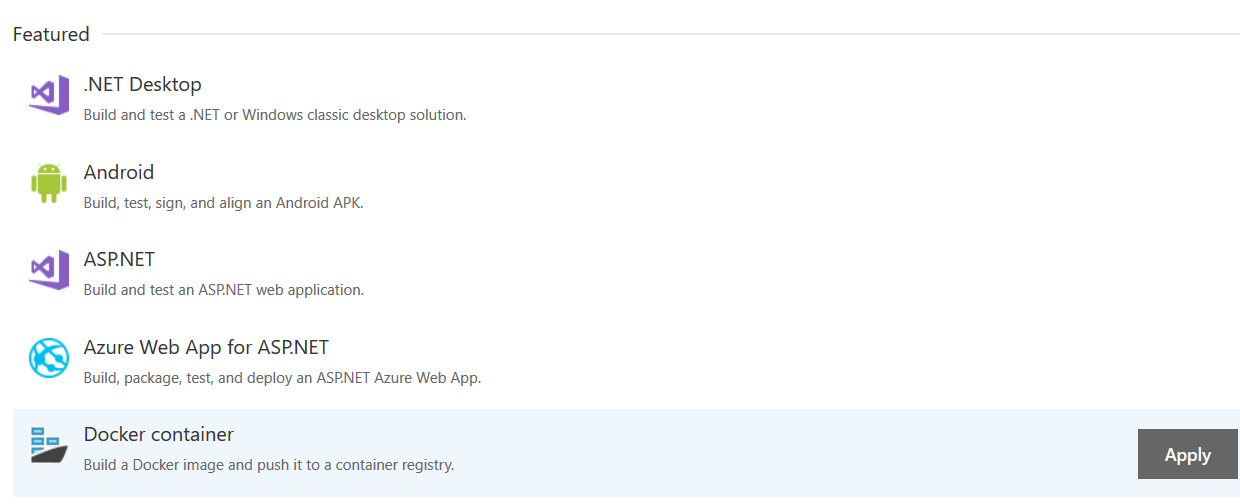 Featured
.NET Desktop
Build and test a .NET or Windows classic desktop solution.
Android
Build, test, sign, and align an Android APK.
ASP.NET
Build and test an ASP.NET web application.
Azure Web App for ASP.NET
Build, package, test, and deploy an ASP.NET Azure Web App.
Docker container
Build a Docker image and push it to a container registry.
Apply